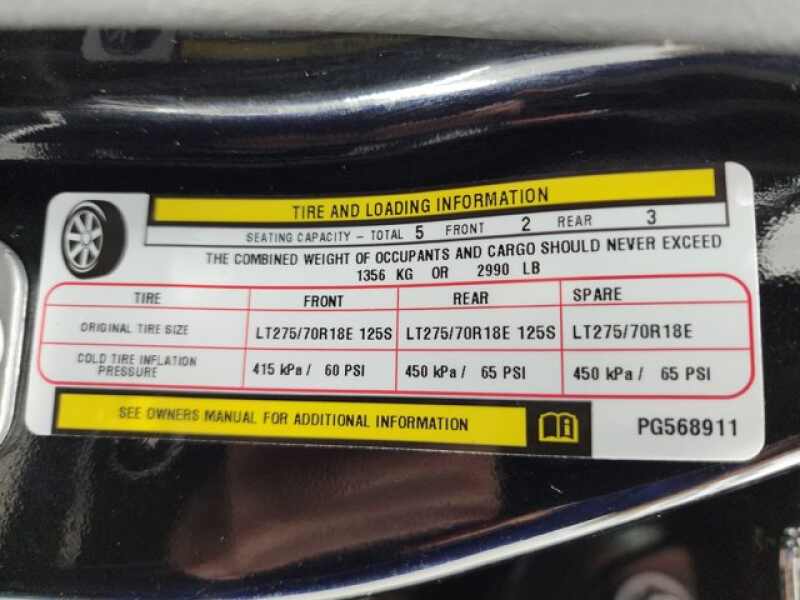 TIRE AND LOADING INFORMATION
SEATING CAPACITY - TOTAL 5 FRONT 2 REAR 3
THE COMBINED WEIGHT OF OCCUPANTS AND CARGO SHOULD NEVER EXCEED
1356 KG OR 2990 LB
TIRE FRONT REAR SPARE
ORIGINAL TIRE SIZE LT275/70R18E 125S LT275/70R18E 125S LT275/70R18E
COLD TIRE INFLATION PRESSURE 415 kPa / 60 PSI 450 kPa / 65 PSI 450 kPa / 65 PSI
SEE OWNERS MANUAL FOR ADDITIONAL INFORMATION PG568911